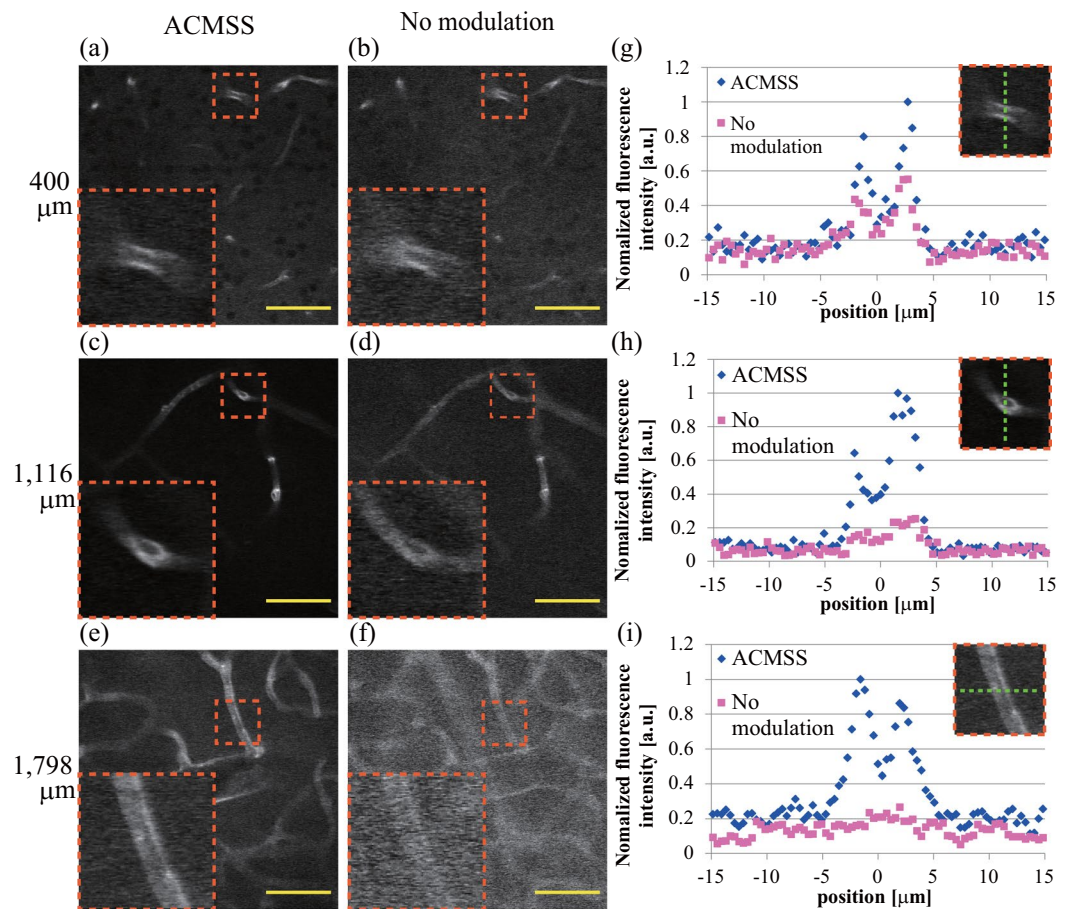 ACMSS
No modulation
(a)
(b)
(g)
400
μm
1.2
1
0.8
0.6
0.4
0.2
0
Nomalized fluorescence
intensity [a.u.]
ACMSS
No
modulation
-15 -10 -5 0 5 10 15
position [μm]
(c)
(d)
(h)
1,116
μm
1.2
1
0.8
0.6
0.4
0.2
0
Nomalized fluorescence
intensity [a.u.]
ACMSS
No
modulation
-15 -10 -5 0 5 10 15
position [μm]
(e)
(f)
(i)
1,798
μm
1.2
1
0.8
0.6
0.4
0.2
0
Nomalized fluorescence
intensity [a.u.]
ACMSS
No
modulation
-15 -10 -5 0 5 10 15
position [μm]